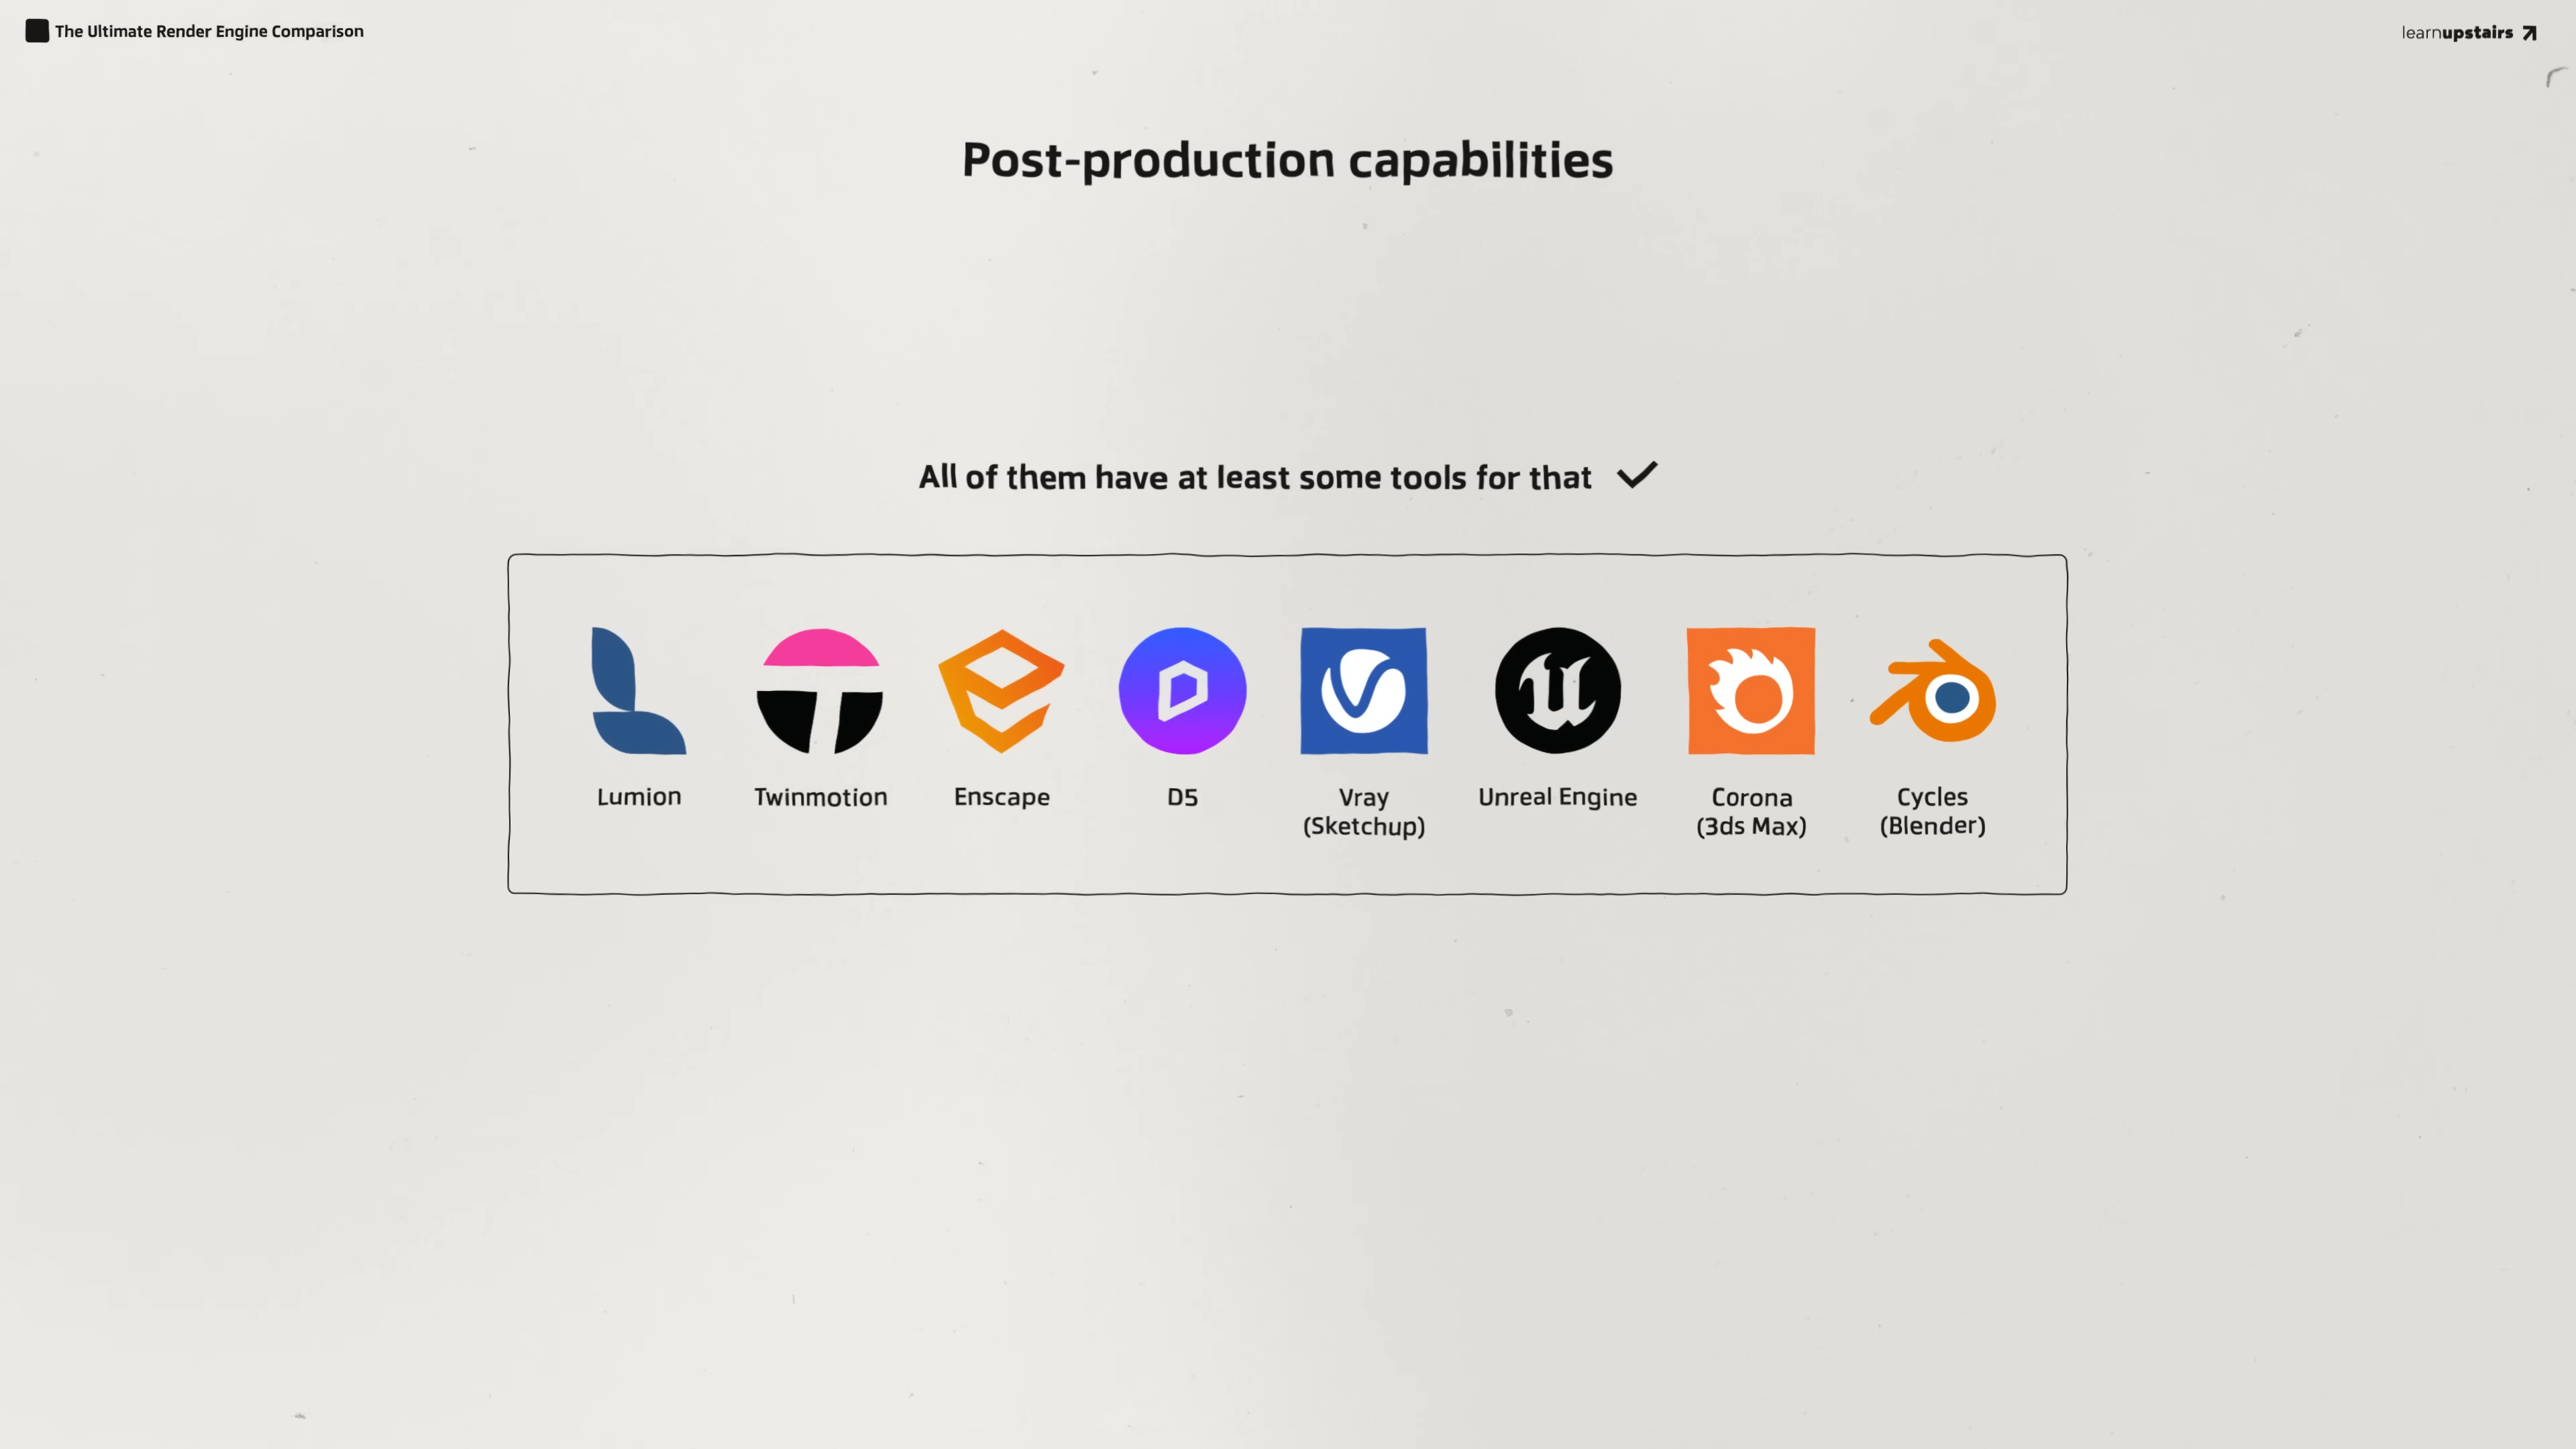 The Ultimate Render Engine Comparison
learnupstairs
Post-production capabilities
All of them have at least some tools for that
Lumion
Twinmotion
Enscape
D5
Vray
(Sketchup)
Unreal Engine
Corona
(3ds Max)
Cycles
(Blender)